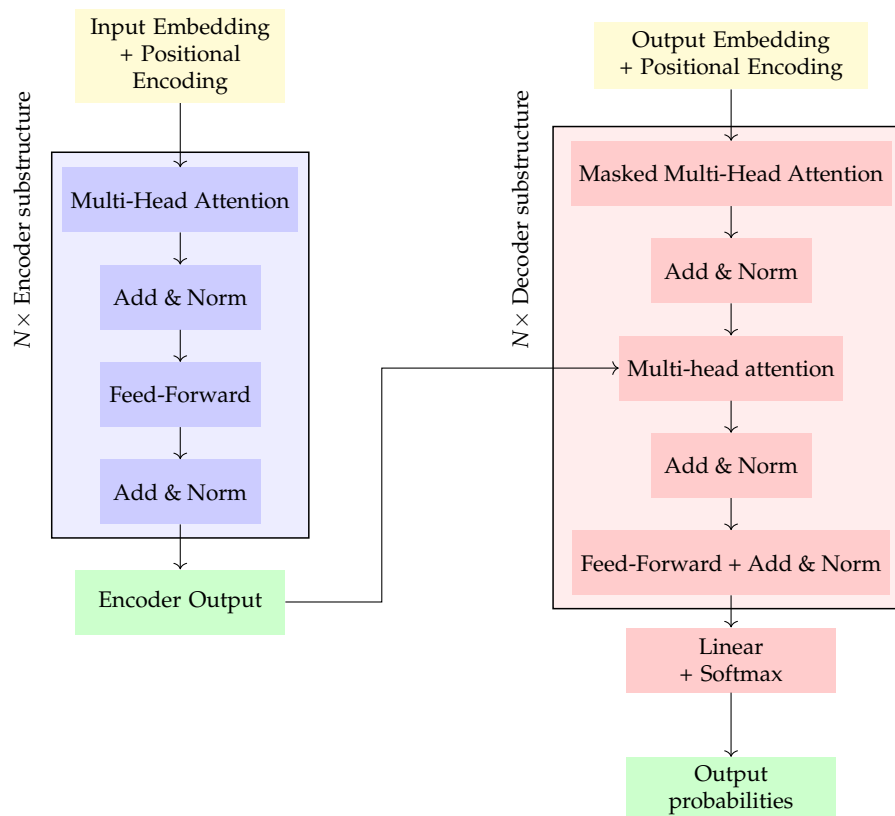 Input Embedding
+ Positional
Encoding
N× Encoder substructure
Multi-Head Attention
Add & Norm
Feed-Forward
Add & Norm
Encoder Output
Output Embedding
+ Positional Encoding
N× Decoder substructure
Masked Multi-Head Attention
Add & Norm
Multi-head attention
Add & Norm
Feed-Forward + Add & Norm
Linear
+ Softmax
Output
probabilities